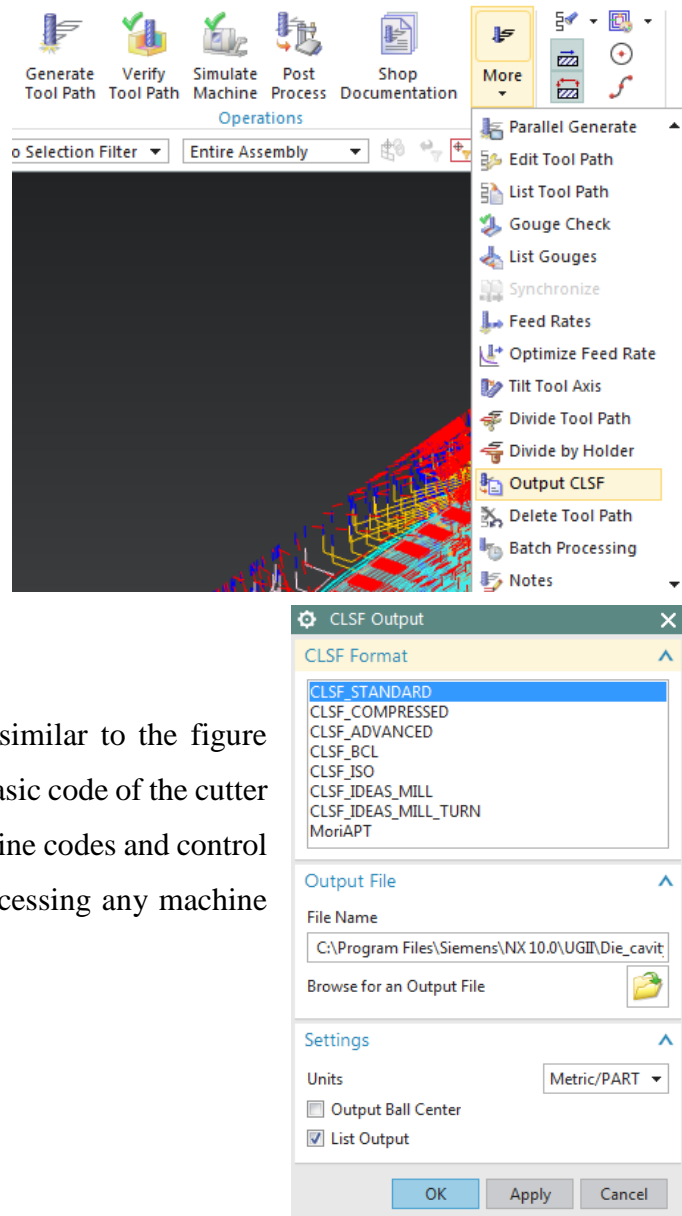 Generate Verify Simulate Post Shop More
Tool Path Tool Path Machine Process Documentation
Operations
o Selection Filter Entire Assembly
Parallel Generate
Edit Tool Path
List Tool Path
Gouge Check
List Gouges
Synchronize
Feed Rates
Optimize Feed Rate
Tilt Tool Axis
Divide Tool Path
Divide by Holder
Output CLSF
Delete Tool Path
Batch Processing
Notes
similar to the figure
asic code of the cutter
ine codes and control
cessing any machine
CLSF Output
CLSF Format
CLSF_STANDARD
CLSF_COMPRESSED
CLSF_ADVANCED
CLSF_BCL
CLSF_ISO
CLSF_IDEAS_MILL
CLSF_IDEAS_MILL_TURN
MoriAPT
Output File
File Name
C:\Program Files\Siemens\NX 10.0\UGII\Die_cavit
Browse for an Output File
Settings
Units Metric/PART
Output Ball Center
List Output
OK Apply Cancel